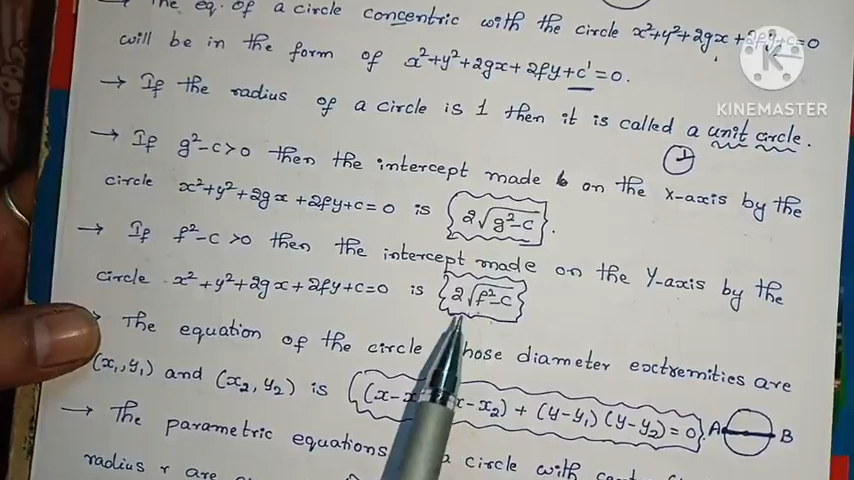 → The eq. of a circle concentric with the circle x²+y²+2gx+2fy+c=0
will be in the form of x²+y²+2gx+2fy+c'=0.
→ If the radius of a circle is 1 then it is called a unit circle.
→ If g²-c>0 then the intercept made on the X-axis by the
circle x²+y²+2gx+2fy+c=0 is 2√g²-c.
→ If f²-c>0 then the intercept made on the Y-axis by the
circle x²+y²+2gx+2fy+c=0 is 2√f²-c
The equation of the circle whose diameter exctremities are
(x₁,y₁) and (x₂,y₂) is (x-x x-x₂)+(y-y₁)(y-y₂)=0 A B
→ The parametric equations a circle with
radius r are
K
KINEMASTER
1